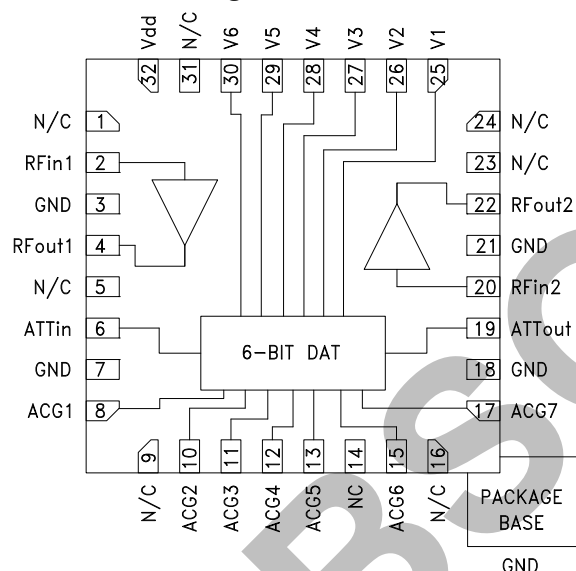 Vdd
N/C
V6
V5
V4
V3
V2
V1
32
31
30
29
28
27
26
25
N/C 1
RFin1 2
GND 3
RFout1 4
N/C 5
ATTin 6
GND 7
ACG1 8
24 N/C
23 N/C
22 RFout2
21 GND
20 RFin2
19 ATTout
18 GND
17 ACG7
6-BIT DAT
9
10
11
12
13
14
15
16
N/C
ACG2
ACG3
ACG4
ACG5
NC
ACG6
N/C
PACKAGE
BASE
GND